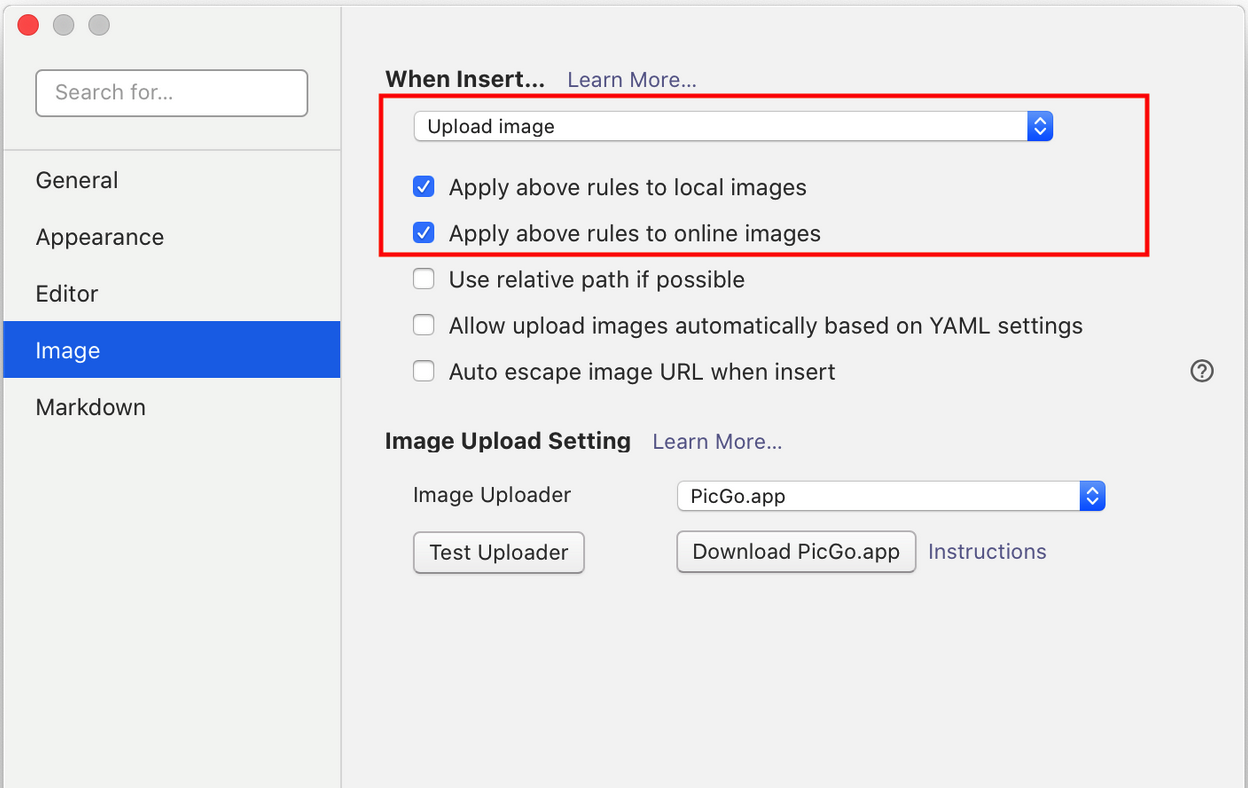 Search for...
General
Appearance
Editor
Image
Markdown
When Insert... Learn More...
Upload image
Apply above rules to local images
Apply above rules to online images
Use relative path if possible
Allow upload images automatically based on YAML settings
Auto escape image URL when insert ?
Image Upload Setting Learn More...
Image Uploader PicGo.app
Test Uploader Download PicGo.app Instructions